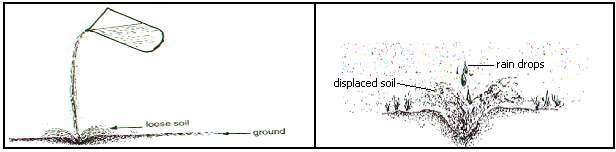 loose soil
ground
rain drops
displaced soil